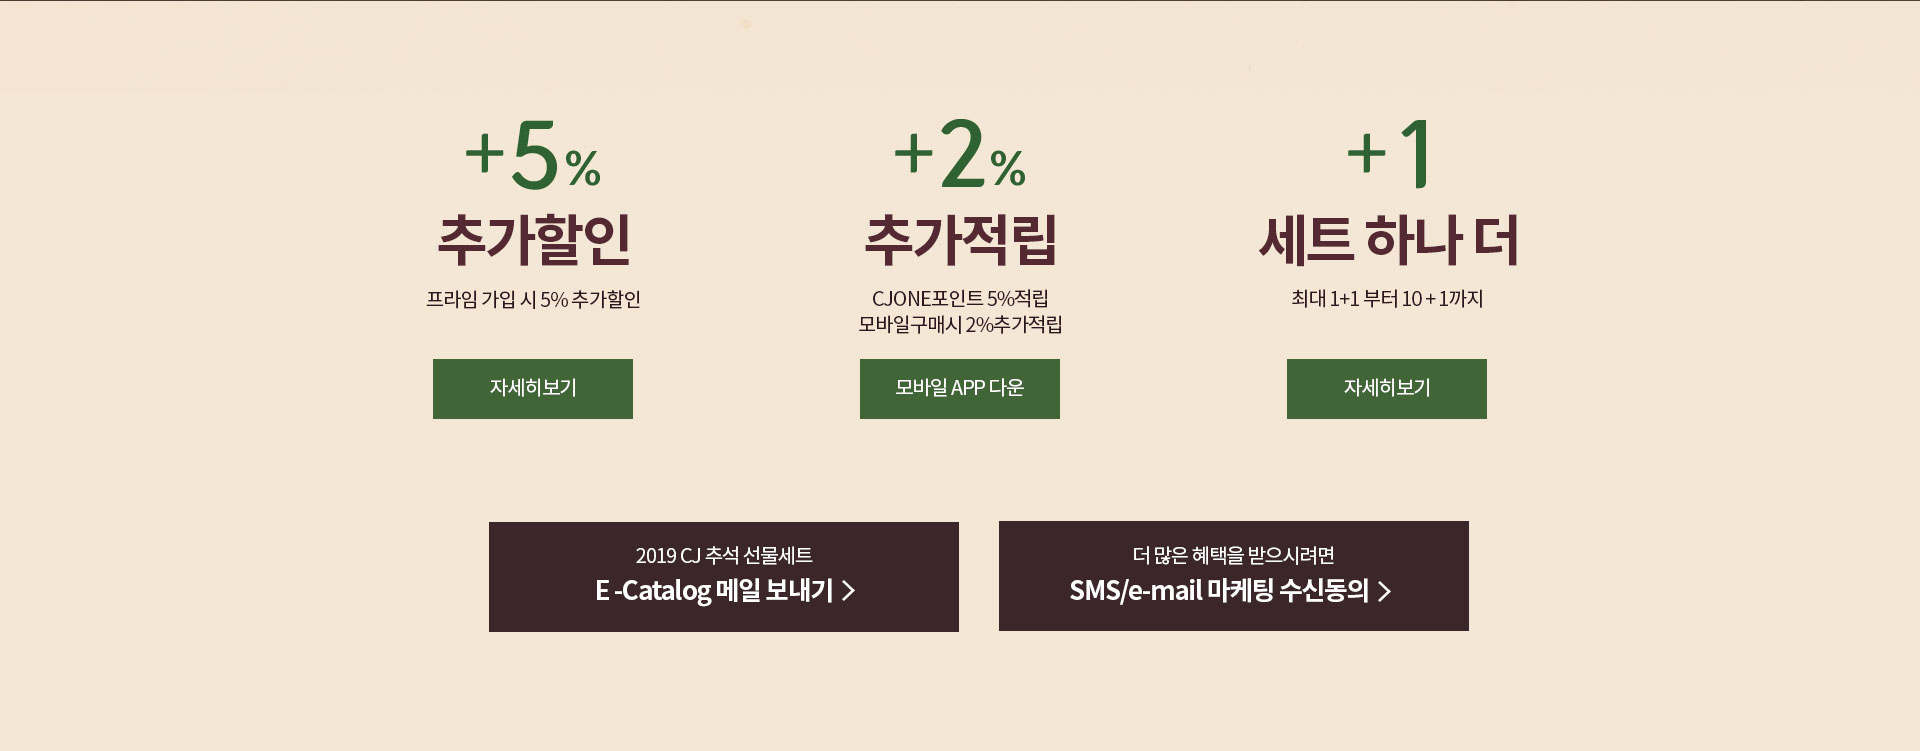 +5%
추가할인
프라임 가입 시 5% 추가할인
자세히보기
+2%
추가적립
CJONE포인트 5%적립
모바일구매시 2%추가적립
모바일 APP 다운
+1
세트 하나 더
최대 1+1 부터 10 + 1까지
자세히보기
2019 CJ 추석 선물세트
E -Catalog 메일 보내기 >
더 많은 혜택을 받으시려면
SMS/e-mail 마케팅 수신동의 >